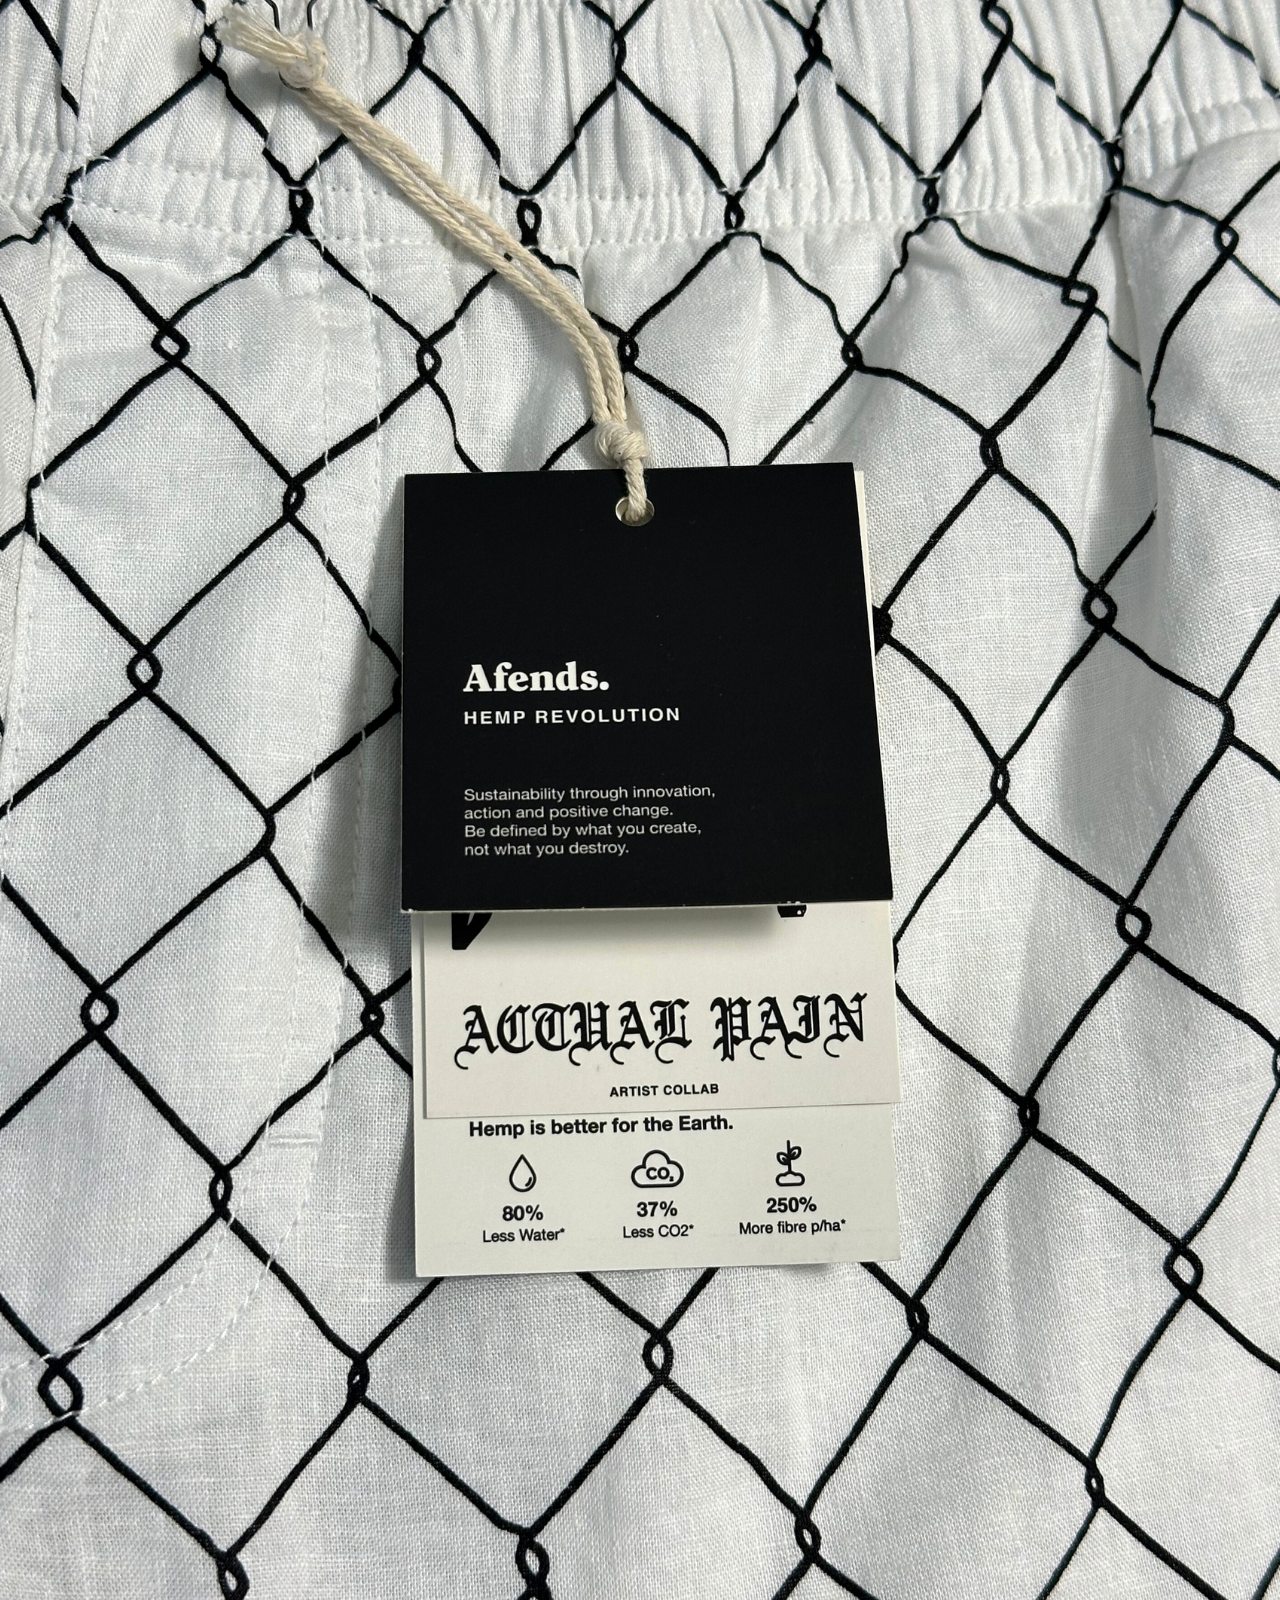 Afends.
HEMP REVOLUTION
Sustainability through innovation,
action and positive change.
Be defined by what you create,
not what you destroy.
ACTUAL PAIN
ARTIST COLLAB
Hemp is better for the Earth.
CO2
80% 37% 250%
Less Water* Less CO2* More fibre p/ha*